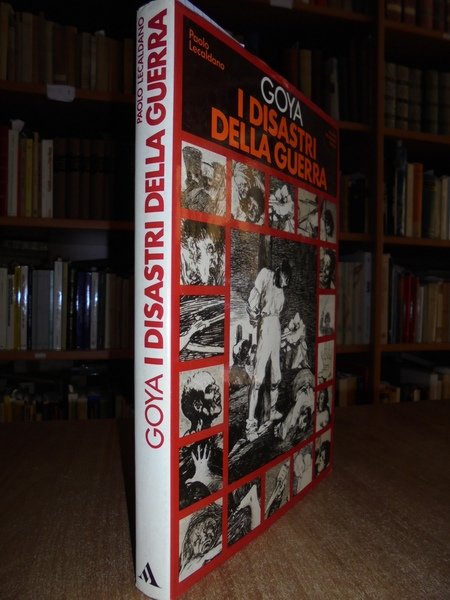 PAOLO LECALDANO
GOYA I DISASTRI DELLA GUERRA
Paolo
Lecaldano
GOYA
I DISASTRI
DELLA GUERRA